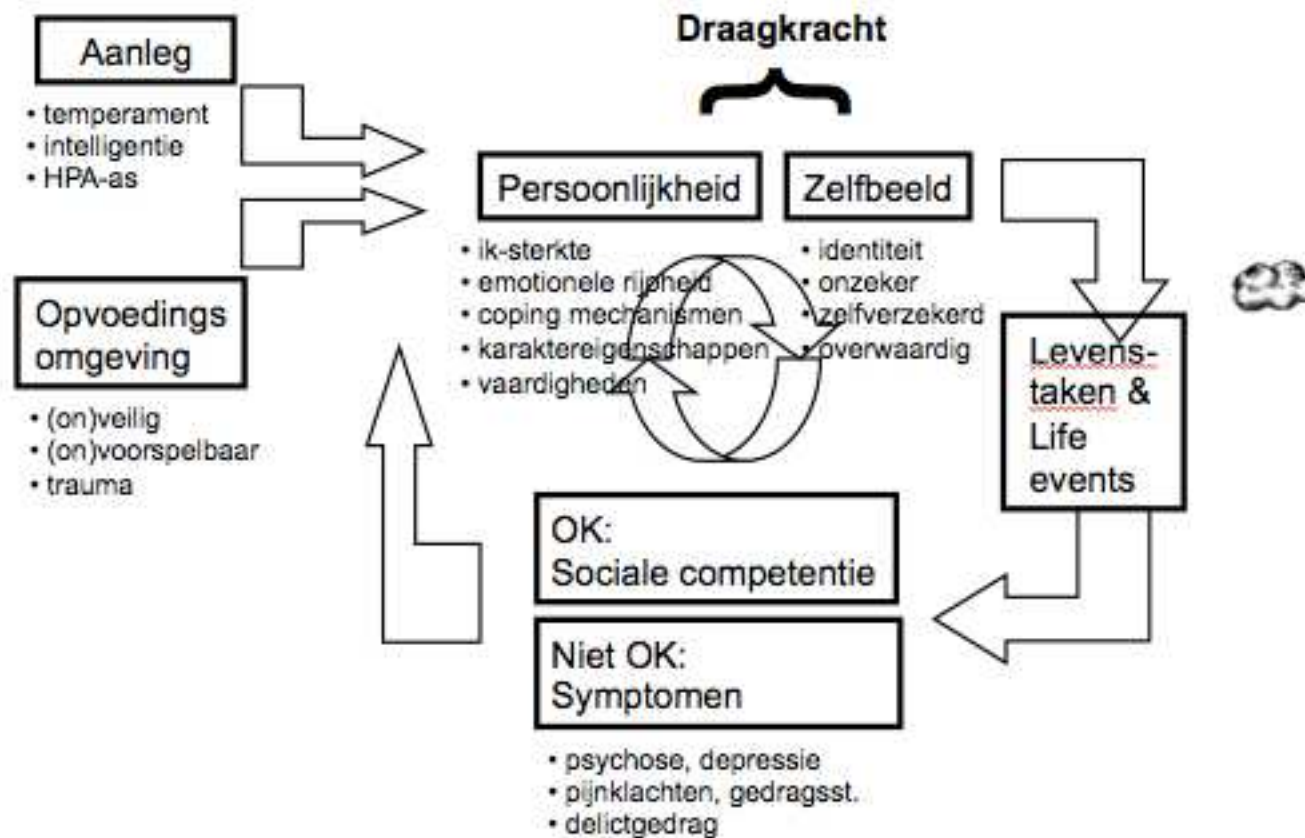 Draagkracht
Aanleg
• temperament
• intelligentie
• HPA-as
Opvoedings
omgeving
• (on)veilig
• (on)voorspelbaar
• trauma
Persoonlijkheid
• ik-sterkte
• emotionele rijpheid
• coping mechanismen
• karaktereigenschappen
• vaardigheden
Zelfbeeld
• identiteit
• onzeker
• zelfverzekerd
• overwaardig
Levens-
taken &
Life
events
OK:
Sociale competentie
Niet OK:
Symptomen
• psychose, depressie
• pijnklachten, gedragsst.
• delictgedrag